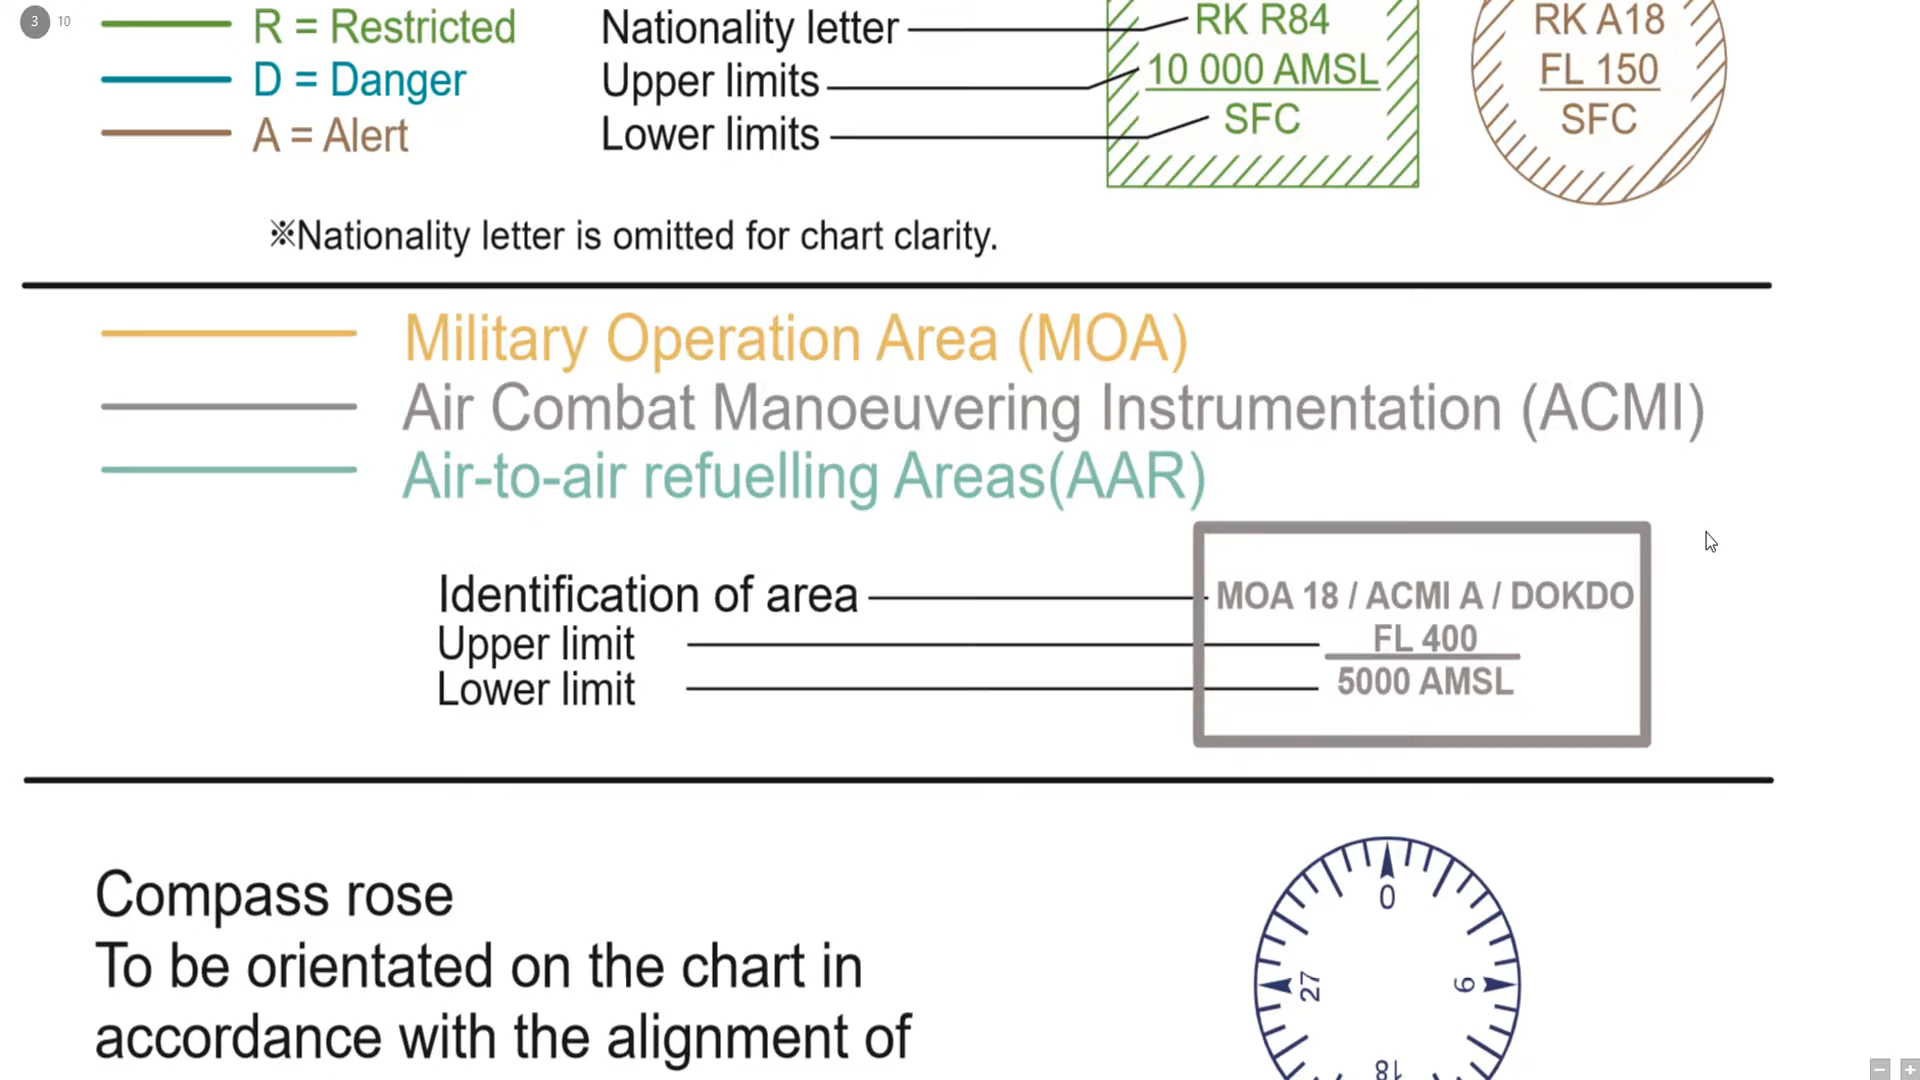 3 10
R = Restricted
D = Danger
A = Alert
Nationality letter
Upper limits
Lower limits
RK R84
10 000 AMSL
SFC
RK A18
FL 150
SFC
※Nationality letter is omitted for chart clarity.
Military Operation Area (MOA)
Air Combat Manoeuvering Instrumentation (ACMI)
Air-to-air refuelling Areas(AAR)
Identification of area
Upper limit
Lower limit
MOA 18 / ACMI A / DOKDO
FL 400
5000 AMSL
Compass rose
To be orientated on the chart in
accordance with the alignment of
0
27
9
18